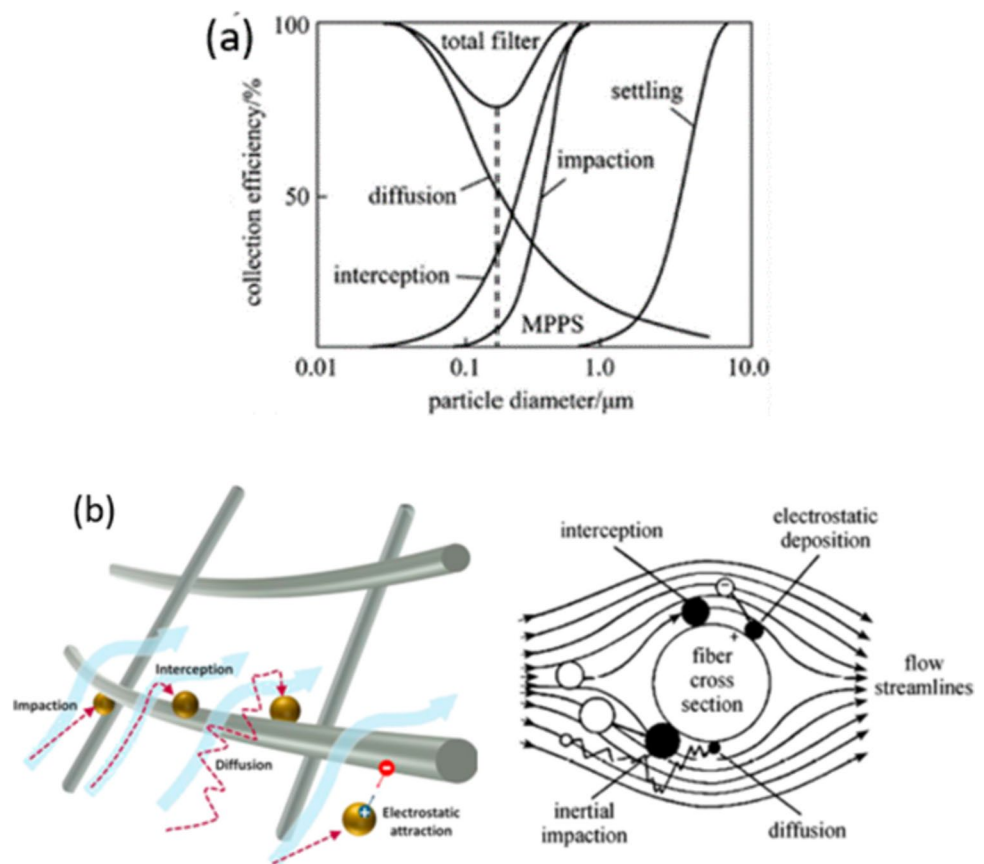 (a)
100
total filter
settling
impaction
diffusion
50
interception
MPPS
collection efficiency/%
0.01
0.1
1.0
10.0
particle diameter/μm
(b)
Impaction
Interception
Diffusion
Electrostatic
attraction
-
+
interception
electrostatic
deposition
−
+
fiber
cross
section
flow
streamlines
inertial
impaction
diffusion